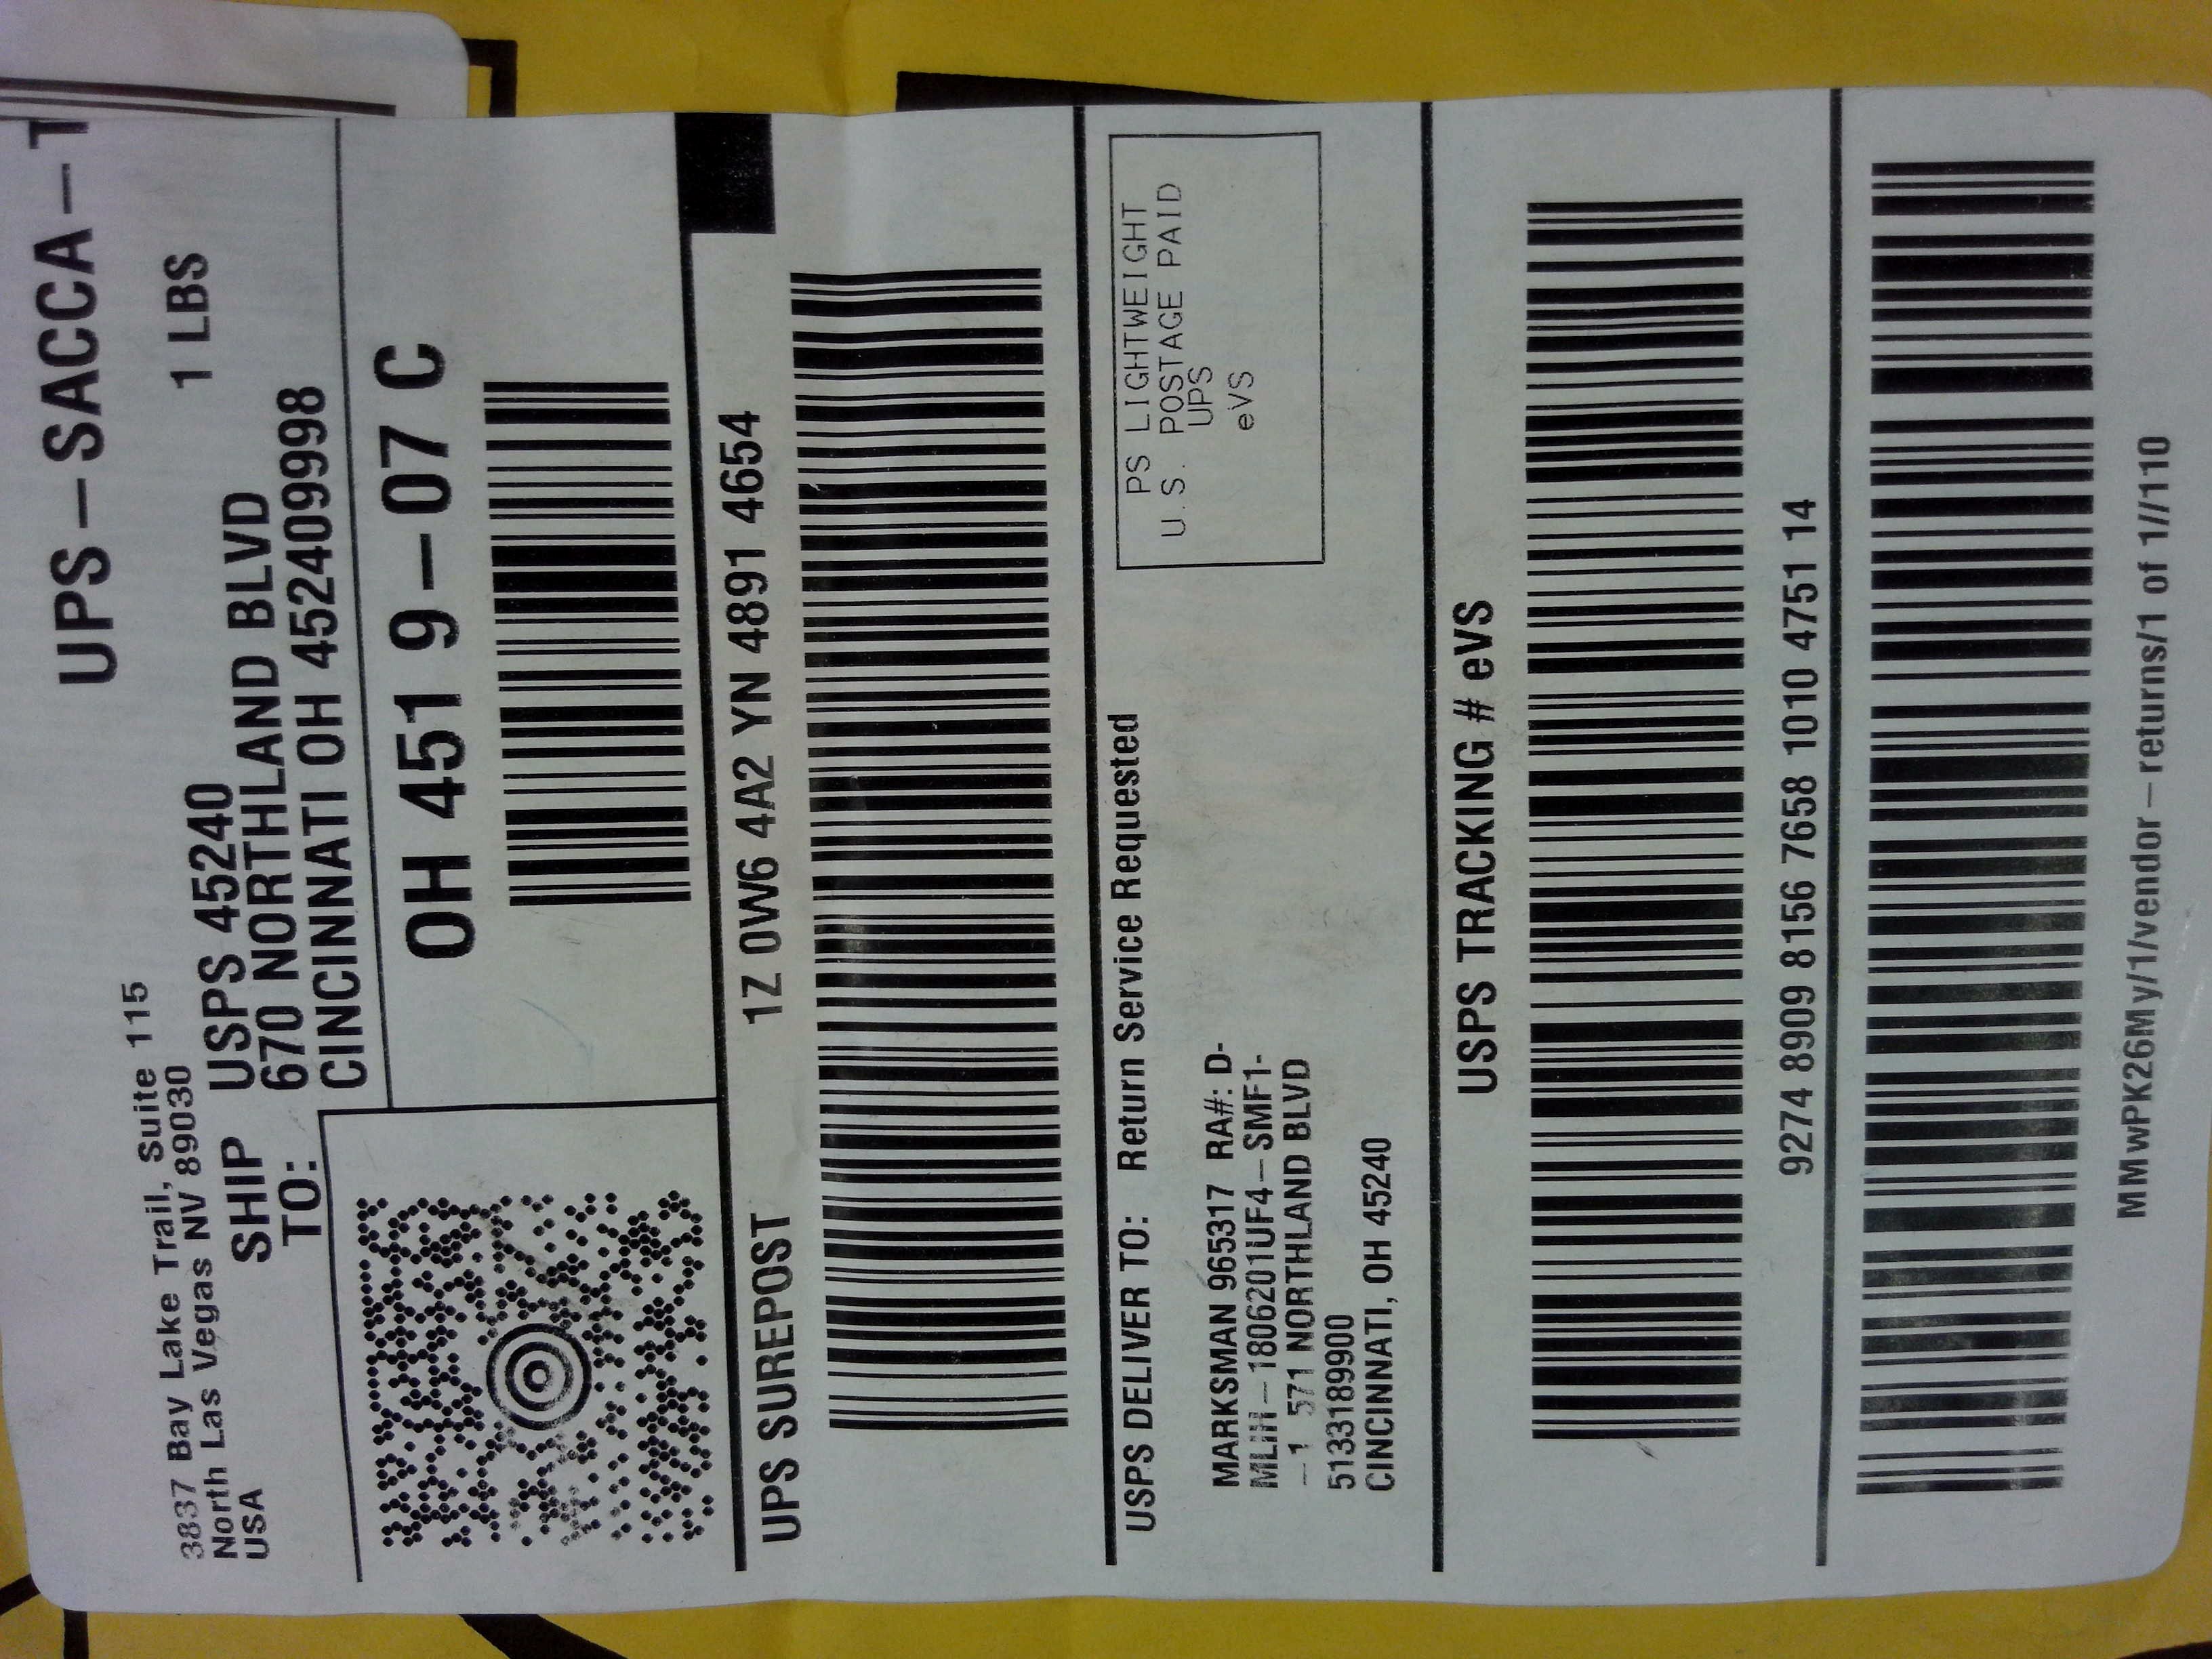 UPS-SACCA-
3837 Bay Lake Trail, Suite 115
North Las Vegas NV 89030
USA
1 LBS
SHIP TO:
USPS 45240
670 NORTHLAND BLVD
CINCINNATI OH 452409998
OH 451 9-07 C
UPS SUREPOST
1Z 0W6 4A2 YN 4891 4654
USPS DELIVER TO: Return Service Requested
PS LIGHTWEIGHT
U.S. POSTAGE PAID
UPS
eVS
MARKSMAN 965317 RA#: D-
MLIH-1806201UF4-SMF1-
-1 571 NORTHLAND BLVD
5133189900
CINCINNATI, OH 45240
USPS TRACKING # eVS
9274 8909 8156 7658 1010 4751 14
MMwPK26My/1/vendor-returns/1 of 1//110